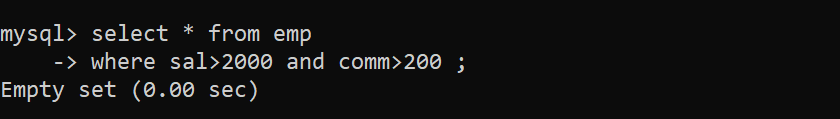 mysql> select * from emp
    -> where sal>2000 and comm>200 ;
Empty set (0.00 sec)